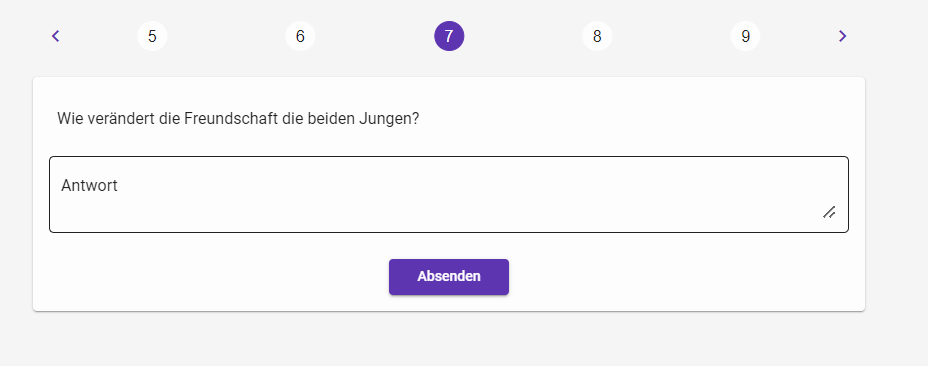 5 6 7 8 9
Wie verändert die Freundschaft die beiden Jungen?
Antwort
Absenden